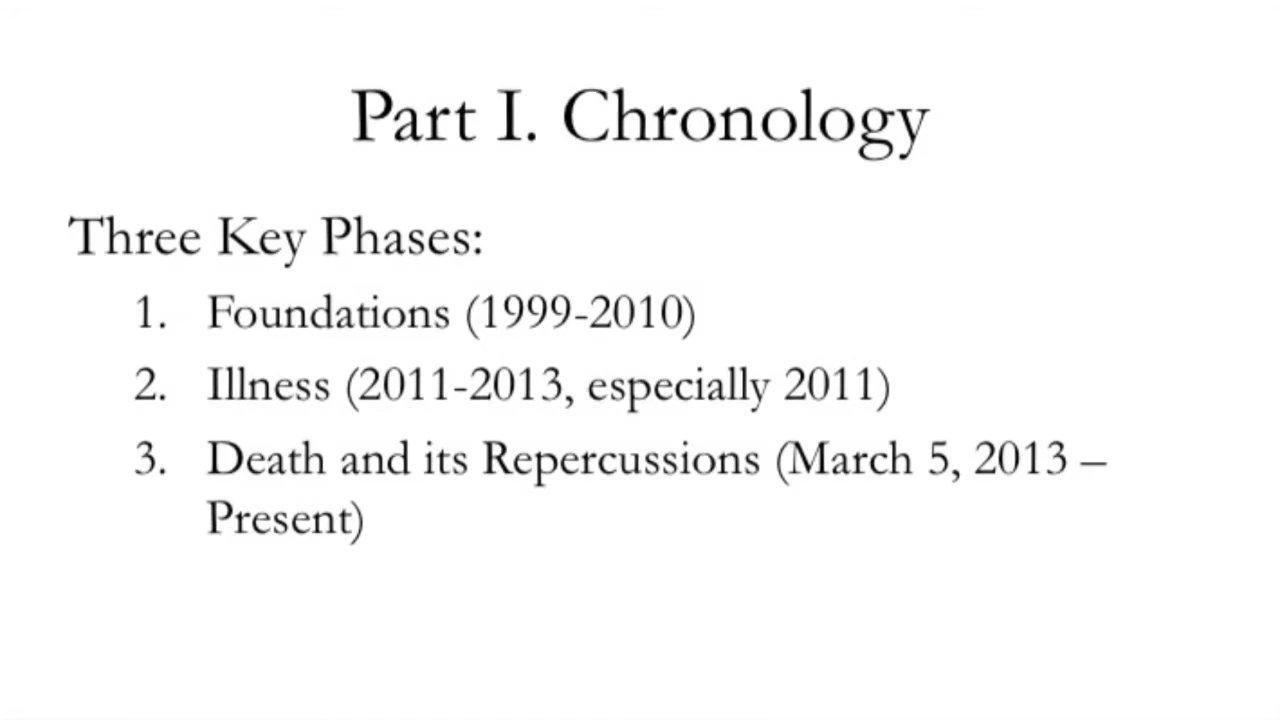 Part I. Chronology
Three Key Phases:
1. Foundations (1999-2010)
2. Illness (2011-2013, especially 2011)
3. Death and its Repercussions (March 5, 2013 –
Present)